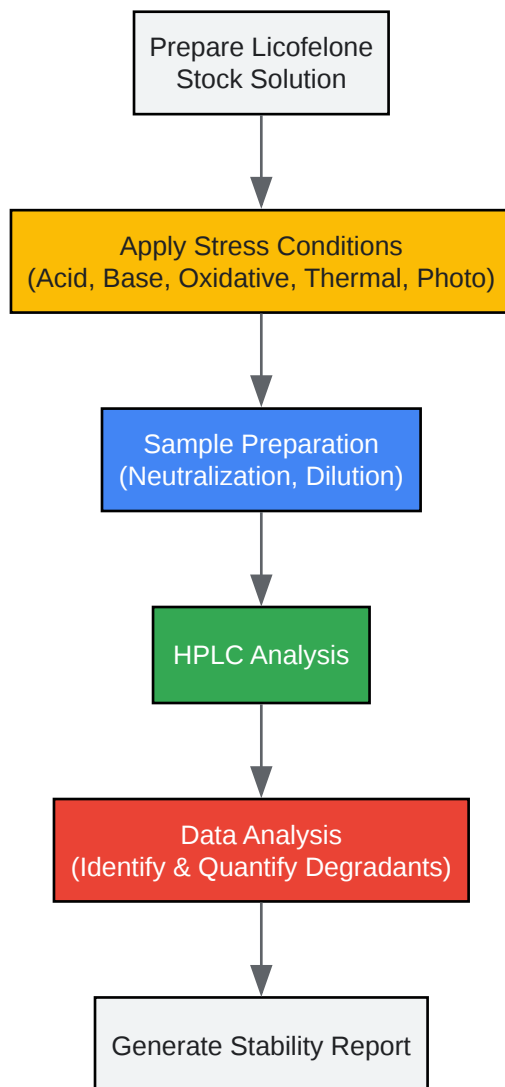 Prepare Licofelone
Stock Solution
Apply Stress Conditions
(Acid, Base, Oxidative, Thermal, Photo)
Sample Preparation
(Neutralization, Dilution)
HPLC Analysis
Data Analysis
(Identify & Quantify Degradants)
Generate Stability Report